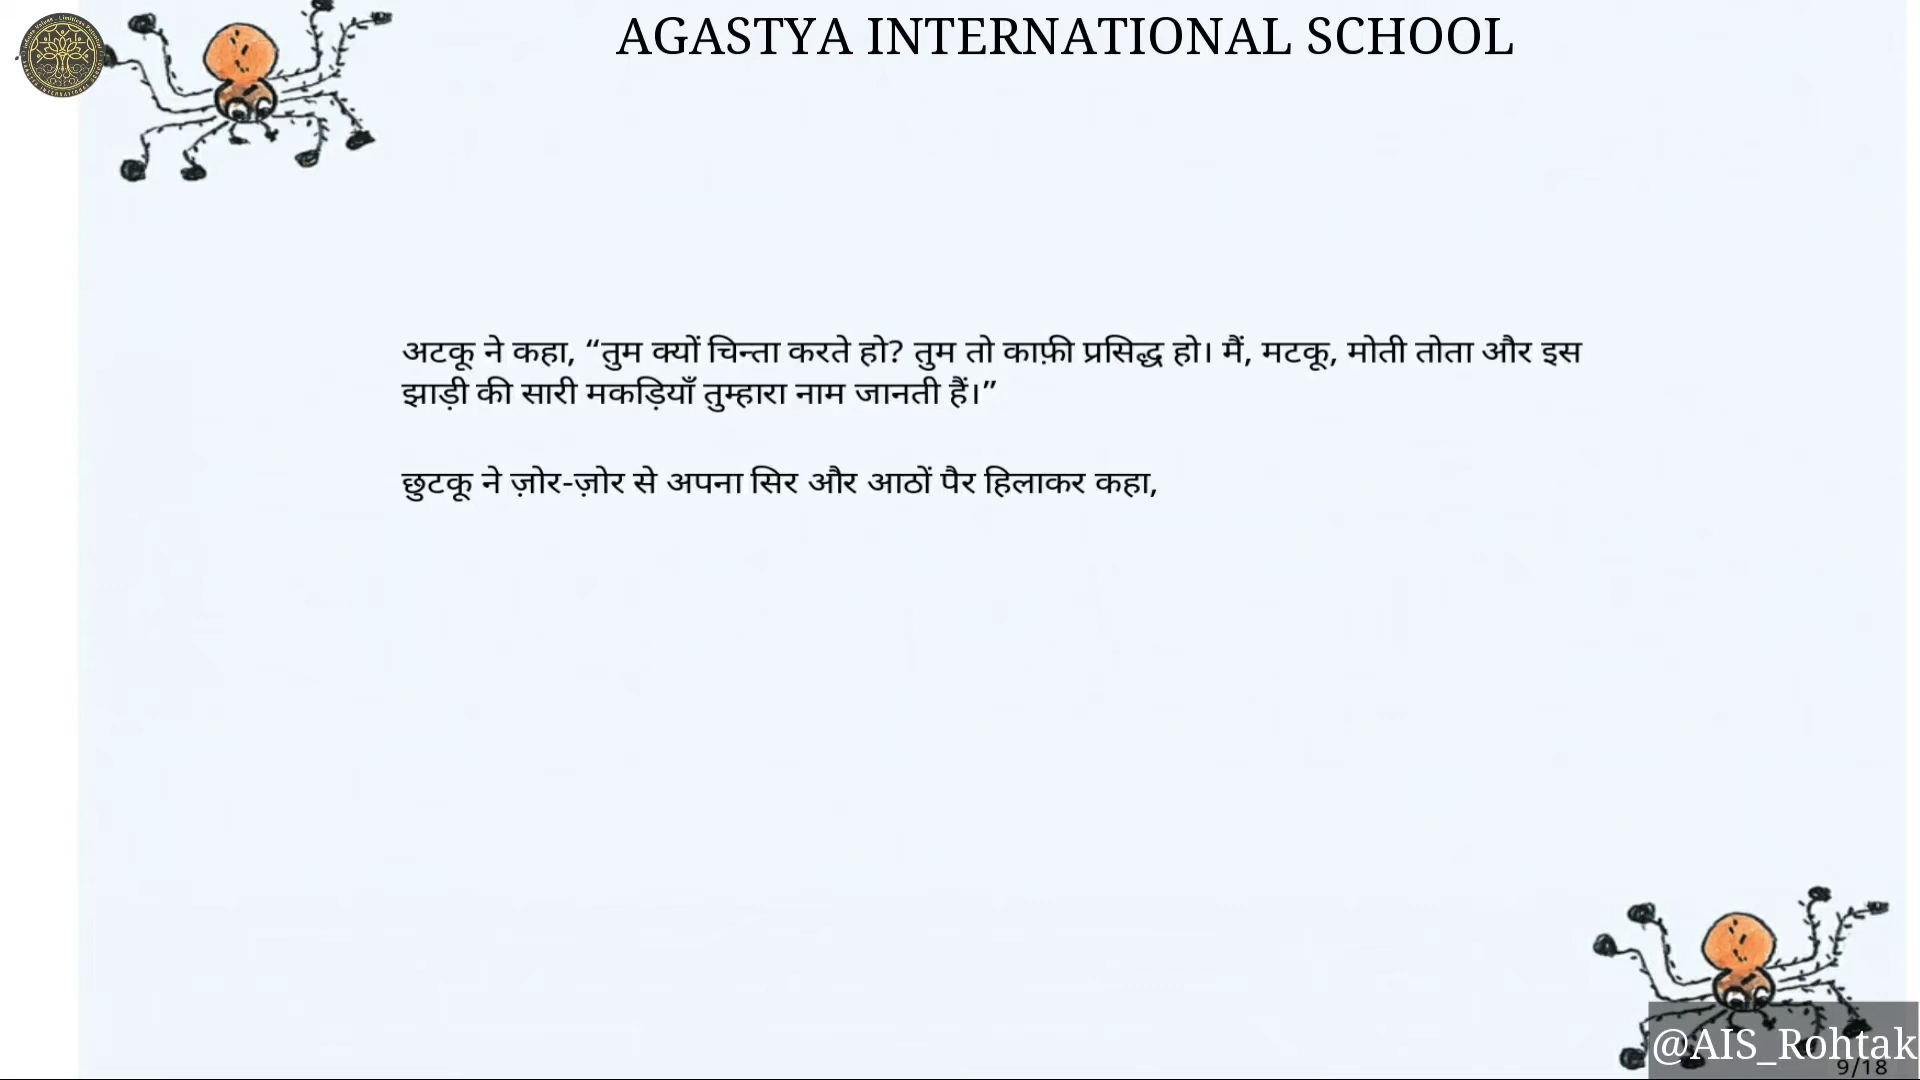 AGASTYA INTERNATIONAL SCHOOL
अटकू ने कहा, “तुम क्यों चिन्ता करते हो? तुम तो काफ़ी प्रसिद्ध हो। मैं, मटकू, मोती तोता और इस
झाड़ी की सारी मकड़ियाँ तुम्हारा नाम जानती हैं।”
छुटकू ने ज़ोर-ज़ोर से अपना सिर और आठों पैर हिलाकर कहा,
@AIS_Rohtak
9/18